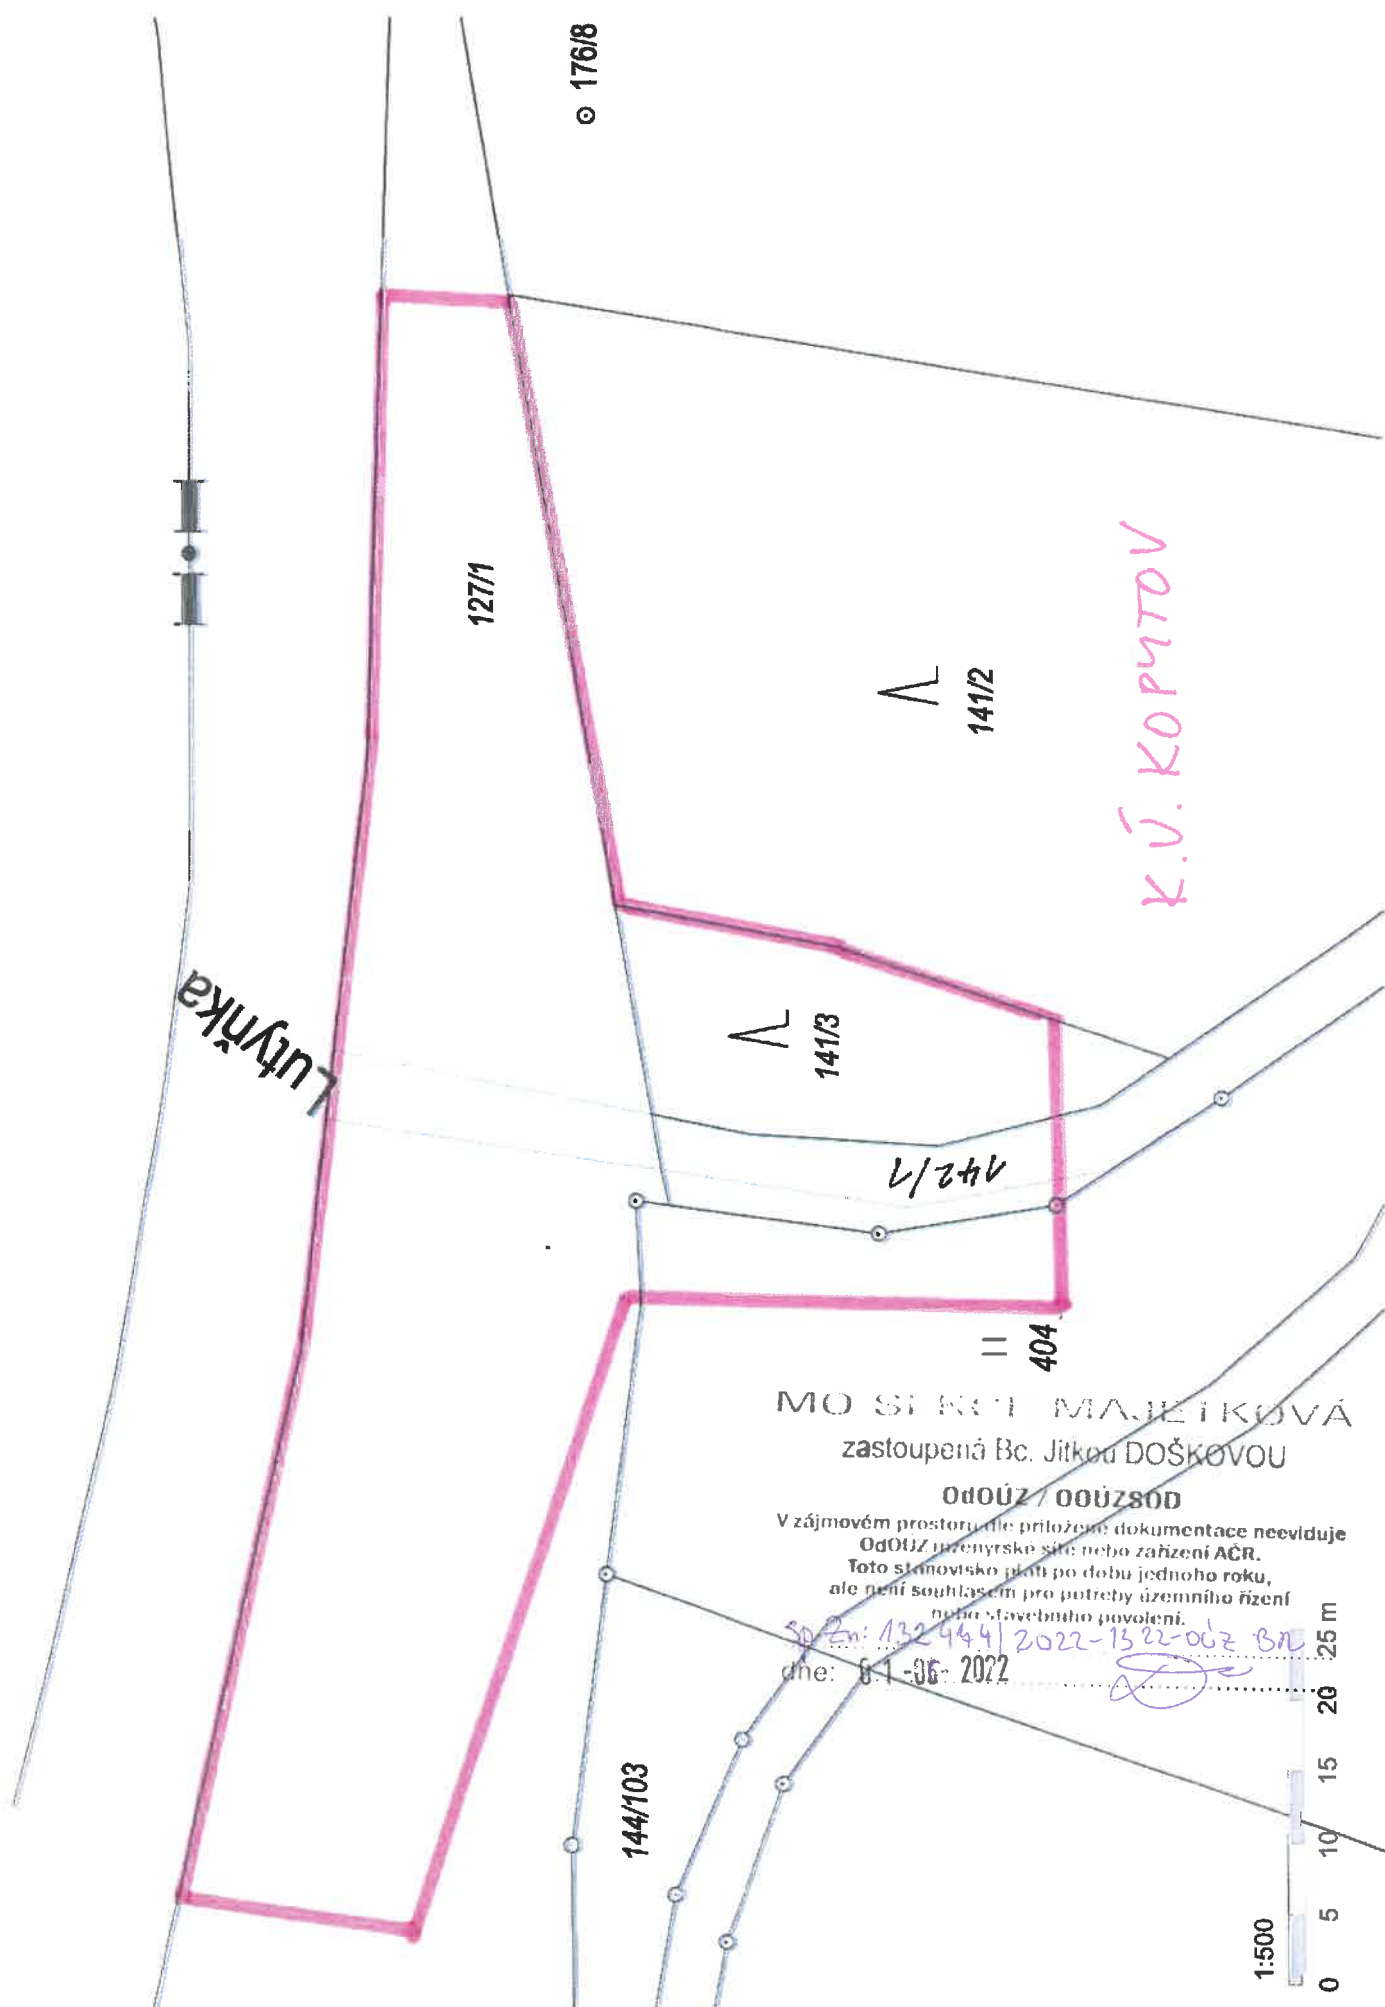 176/8
127/1
Lutyňka
141/2
K.Ú. KOPYTOV
141/3
142/1
404
MO SEKCE MAJETKOVÁ
zastoupená Bc. Jitkou DOŠKOVOU
OdOÚZ / OOÚZSOD
V zájmovém prostoru dle přiložené dokumentace neeviduje
OdOÚZ inženýrské sítě nebo zařízení AČR.
Toto stanovisko platí po dobu jednoho roku,
ale není souhlasem pro potřeby územního řízení
nebo stavebního povolení.
Sp. Zn: 132 444/2022-1322-OÚZ-BR
dne: 01-06-2022
144/103
1:500
0 5 10 15 20 25 m